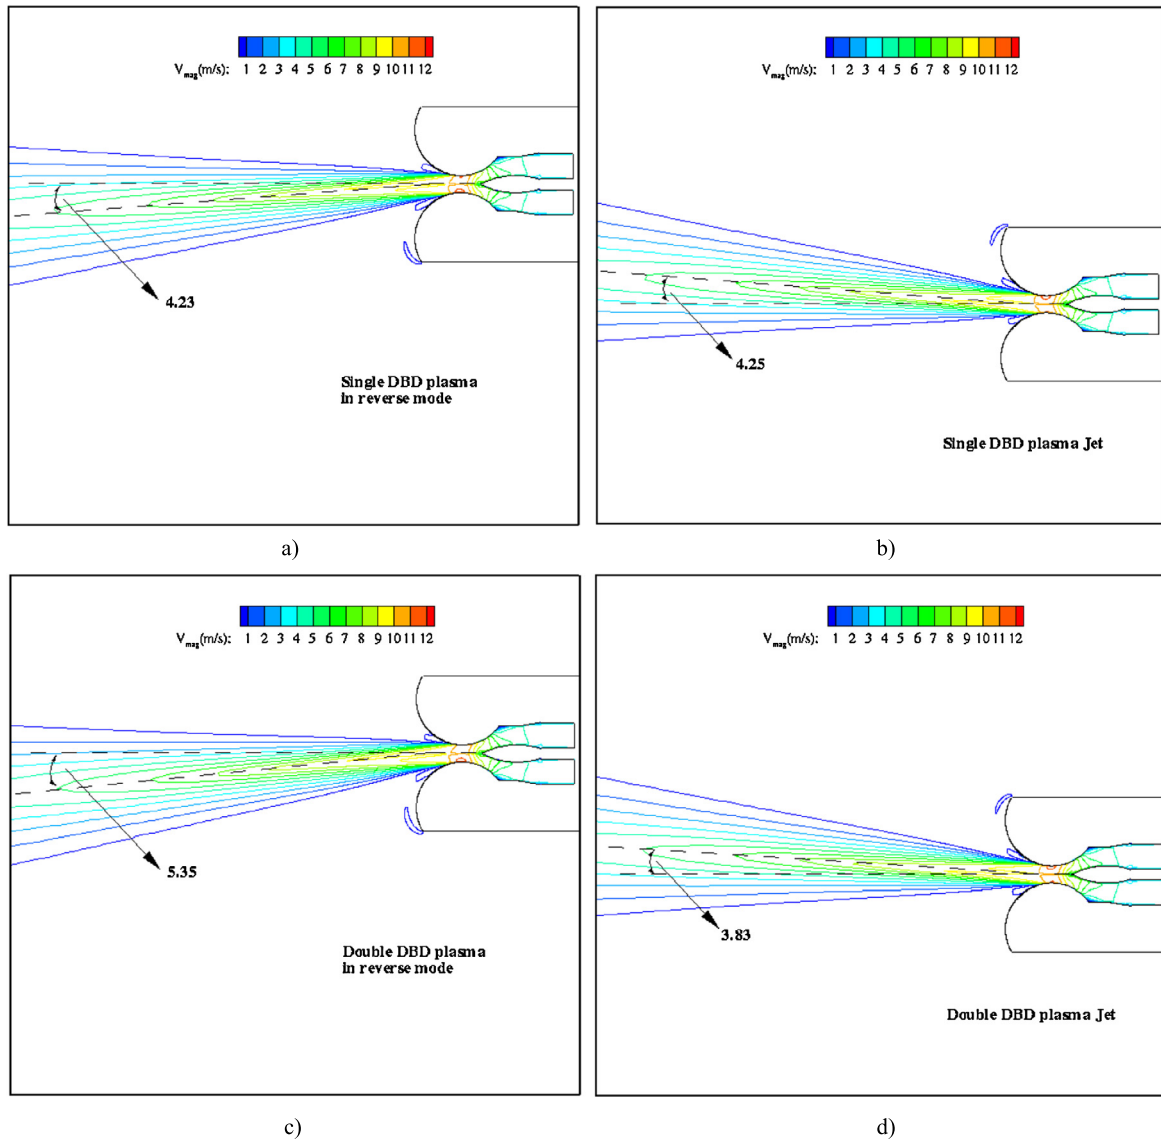 V_mag(m/s): 1 2 3 4 5 6 7 8 9 10 11 12
4.23
Single DBD plasma
in reverse mode
a)
V_mag(m/s): 1 2 3 4 5 6 7 8 9 10 11 12
4.25
Single DBD plasma Jet
b)
V_mag(m/s): 1 2 3 4 5 6 7 8 9 10 11 12
5.35
Double DBD plasma
in reverse mode
c)
V_mag(m/s): 1 2 3 4 5 6 7 8 9 10 11 12
3.83
Double DBD plasma Jet
d)